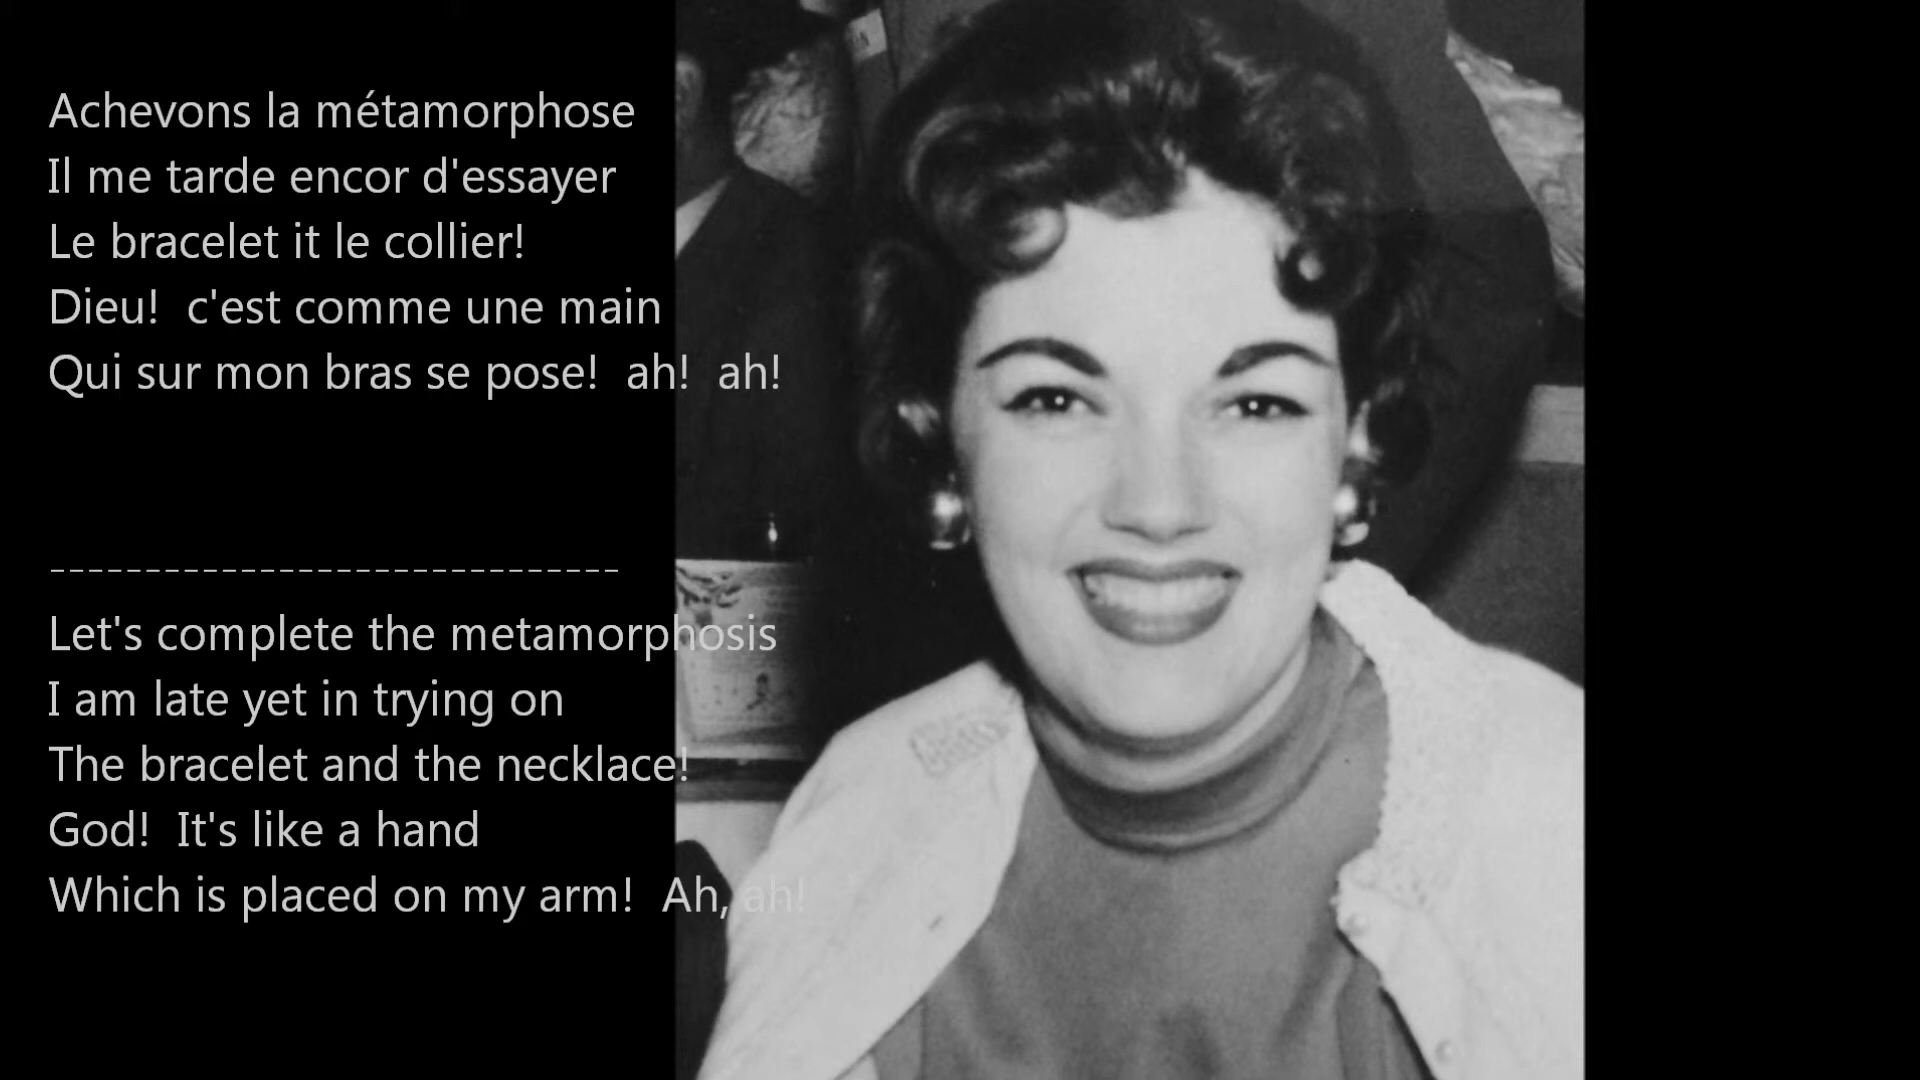 Achevons la métamorphose
Il me tarde encor d'essayer
Le bracelet it le collier!
Dieu!  c'est comme une main
Qui sur mon bras se pose!  ah!  ah!
------------------------------
Let's complete the metamorphosis
I am late yet in trying on
The bracelet and the necklace!
God!  It's like a hand
Which is placed on my arm!  Ah, ah!